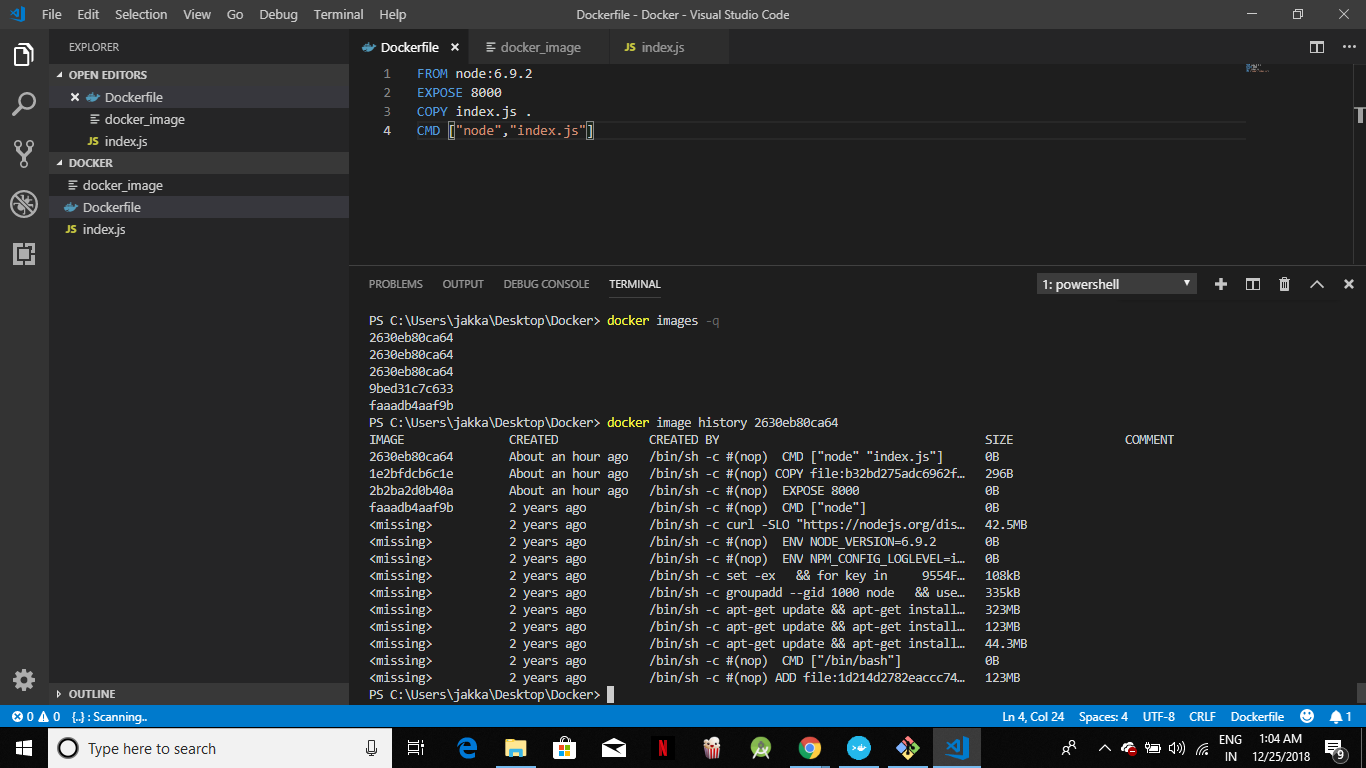 File Edit Selection View Go Debug Terminal Help
Dockerfile - Docker - Visual Studio Code
EXPLORER
OPEN EDITORS
Dockerfile
docker_image
JS index.js
DOCKER
docker_image
Dockerfile
JS index.js
OUTLINE
Dockerfile
docker_image
JS index.js
1 FROM node:6.9.2
2 EXPOSE 8000
3 COPY index.js .
4 CMD ["node","index.js"]
PROBLEMS OUTPUT DEBUG CONSOLE TERMINAL
1: powershell
PS C:\Users\jakka\Desktop\Docker> docker images -q
2630eb80ca64
2630eb80ca64
2630eb80ca64
9bed31c7c633
faaadb4aaf9b
PS C:\Users\jakka\Desktop\Docker> docker image history 2630eb80ca64
IMAGE CREATED CREATED BY SIZE COMMENT
2630eb80ca64 About an hour ago /bin/sh -c #(nop) CMD ["node" "index.js"] 0B
1e2bfdcb6c1e About an hour ago /bin/sh -c #(nop) COPY file:b32bd275adc6962f… 296B
2b2ba2d0b40a About an hour ago /bin/sh -c #(nop) EXPOSE 8000 0B
faaadb4aaf9b 2 years ago /bin/sh -c #(nop) CMD ["node"] 0B
<missing> 2 years ago /bin/sh -c curl -SLO "https://nodejs.org/dis… 42.5MB
<missing> 2 years ago /bin/sh -c #(nop) ENV NODE_VERSION=6.9.2 0B
<missing> 2 years ago /bin/sh -c #(nop) ENV NPM_CONFIG_LOGLEVEL=i… 0B
<missing> 2 years ago /bin/sh -c set -ex && for key in 9554F… 108kB
<missing> 2 years ago /bin/sh -c groupadd --gid 1000 node && use… 335kB
<missing> 2 years ago /bin/sh -c apt-get update && apt-get install… 323MB
<missing> 2 years ago /bin/sh -c apt-get update && apt-get install… 123MB
<missing> 2 years ago /bin/sh -c apt-get update && apt-get install… 44.3MB
<missing> 2 years ago /bin/sh -c #(nop) CMD ["/bin/bash"] 0B
<missing> 2 years ago /bin/sh -c #(nop) ADD file:1d214d2782eaccc74… 123MB
PS C:\Users\jakka\Desktop\Docker>
0 0 {..} : Scanning..
Ln 4, Col 24 Spaces: 4 UTF-8 CRLF Dockerfile 1
Type here to search
N
ENG
IN
1:04 AM
12/25/2018
9